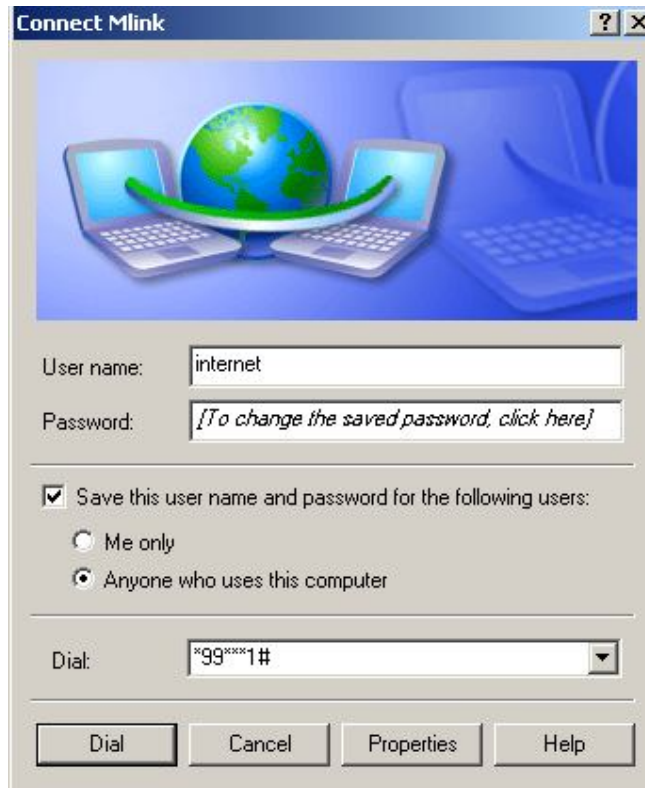 Connect Mlink
User name:
internet
Password:
[To change the saved password, click here]
Save this user name and password for the following users:
Me only
Anyone who uses this computer
Dial:
*99***1#
Dial
Cancel
Properties
Help